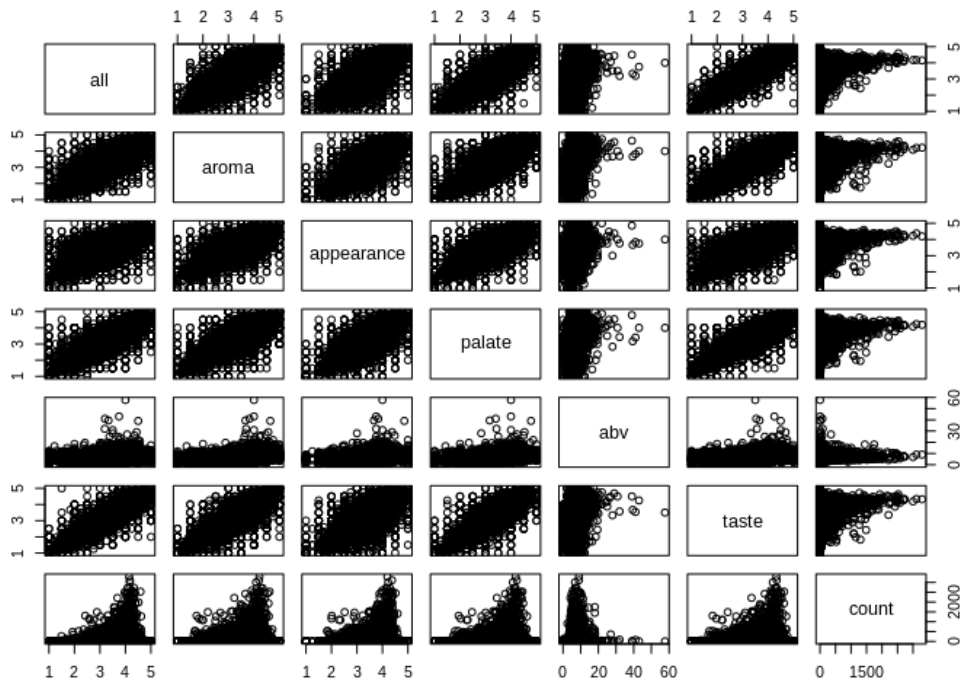 1 2 3 4 5 1 2 3 4 5 1 2 3 4 5
all 1 3 5
1 3 5 aroma
appearance 1 3 5
1 3 5 palate
abv 0 30 60
1 3 5 taste
count 0 2000
1 2 3 4 5 1 2 3 4 5 0 20 40 60 0 1500